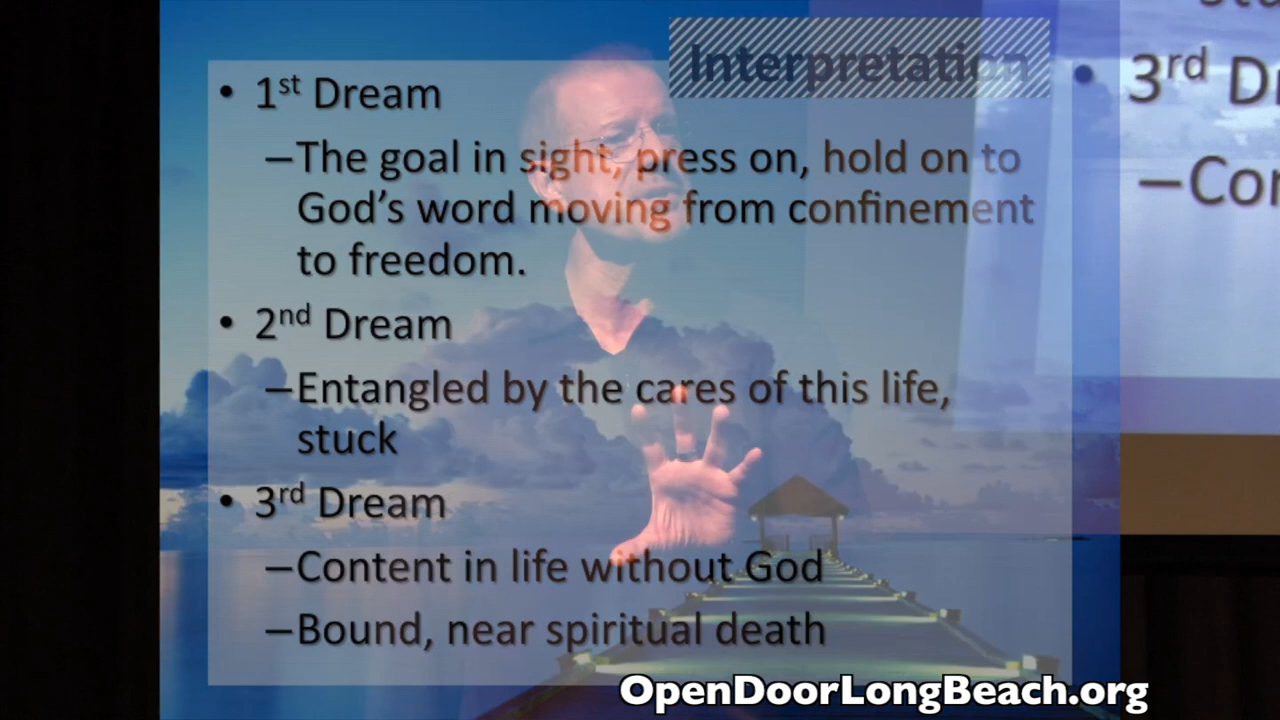 Interpretation
• 1st Dream
–The goal in sight, press on, hold on to
God’s word moving from confinement
to freedom.
• 2nd Dream
–Entangled by the cares of this life,
stuck
• 3rd Dream
–Content in life without God
–Bound, near spiritual death
• 3rd
OpenDoorLongBeach.org